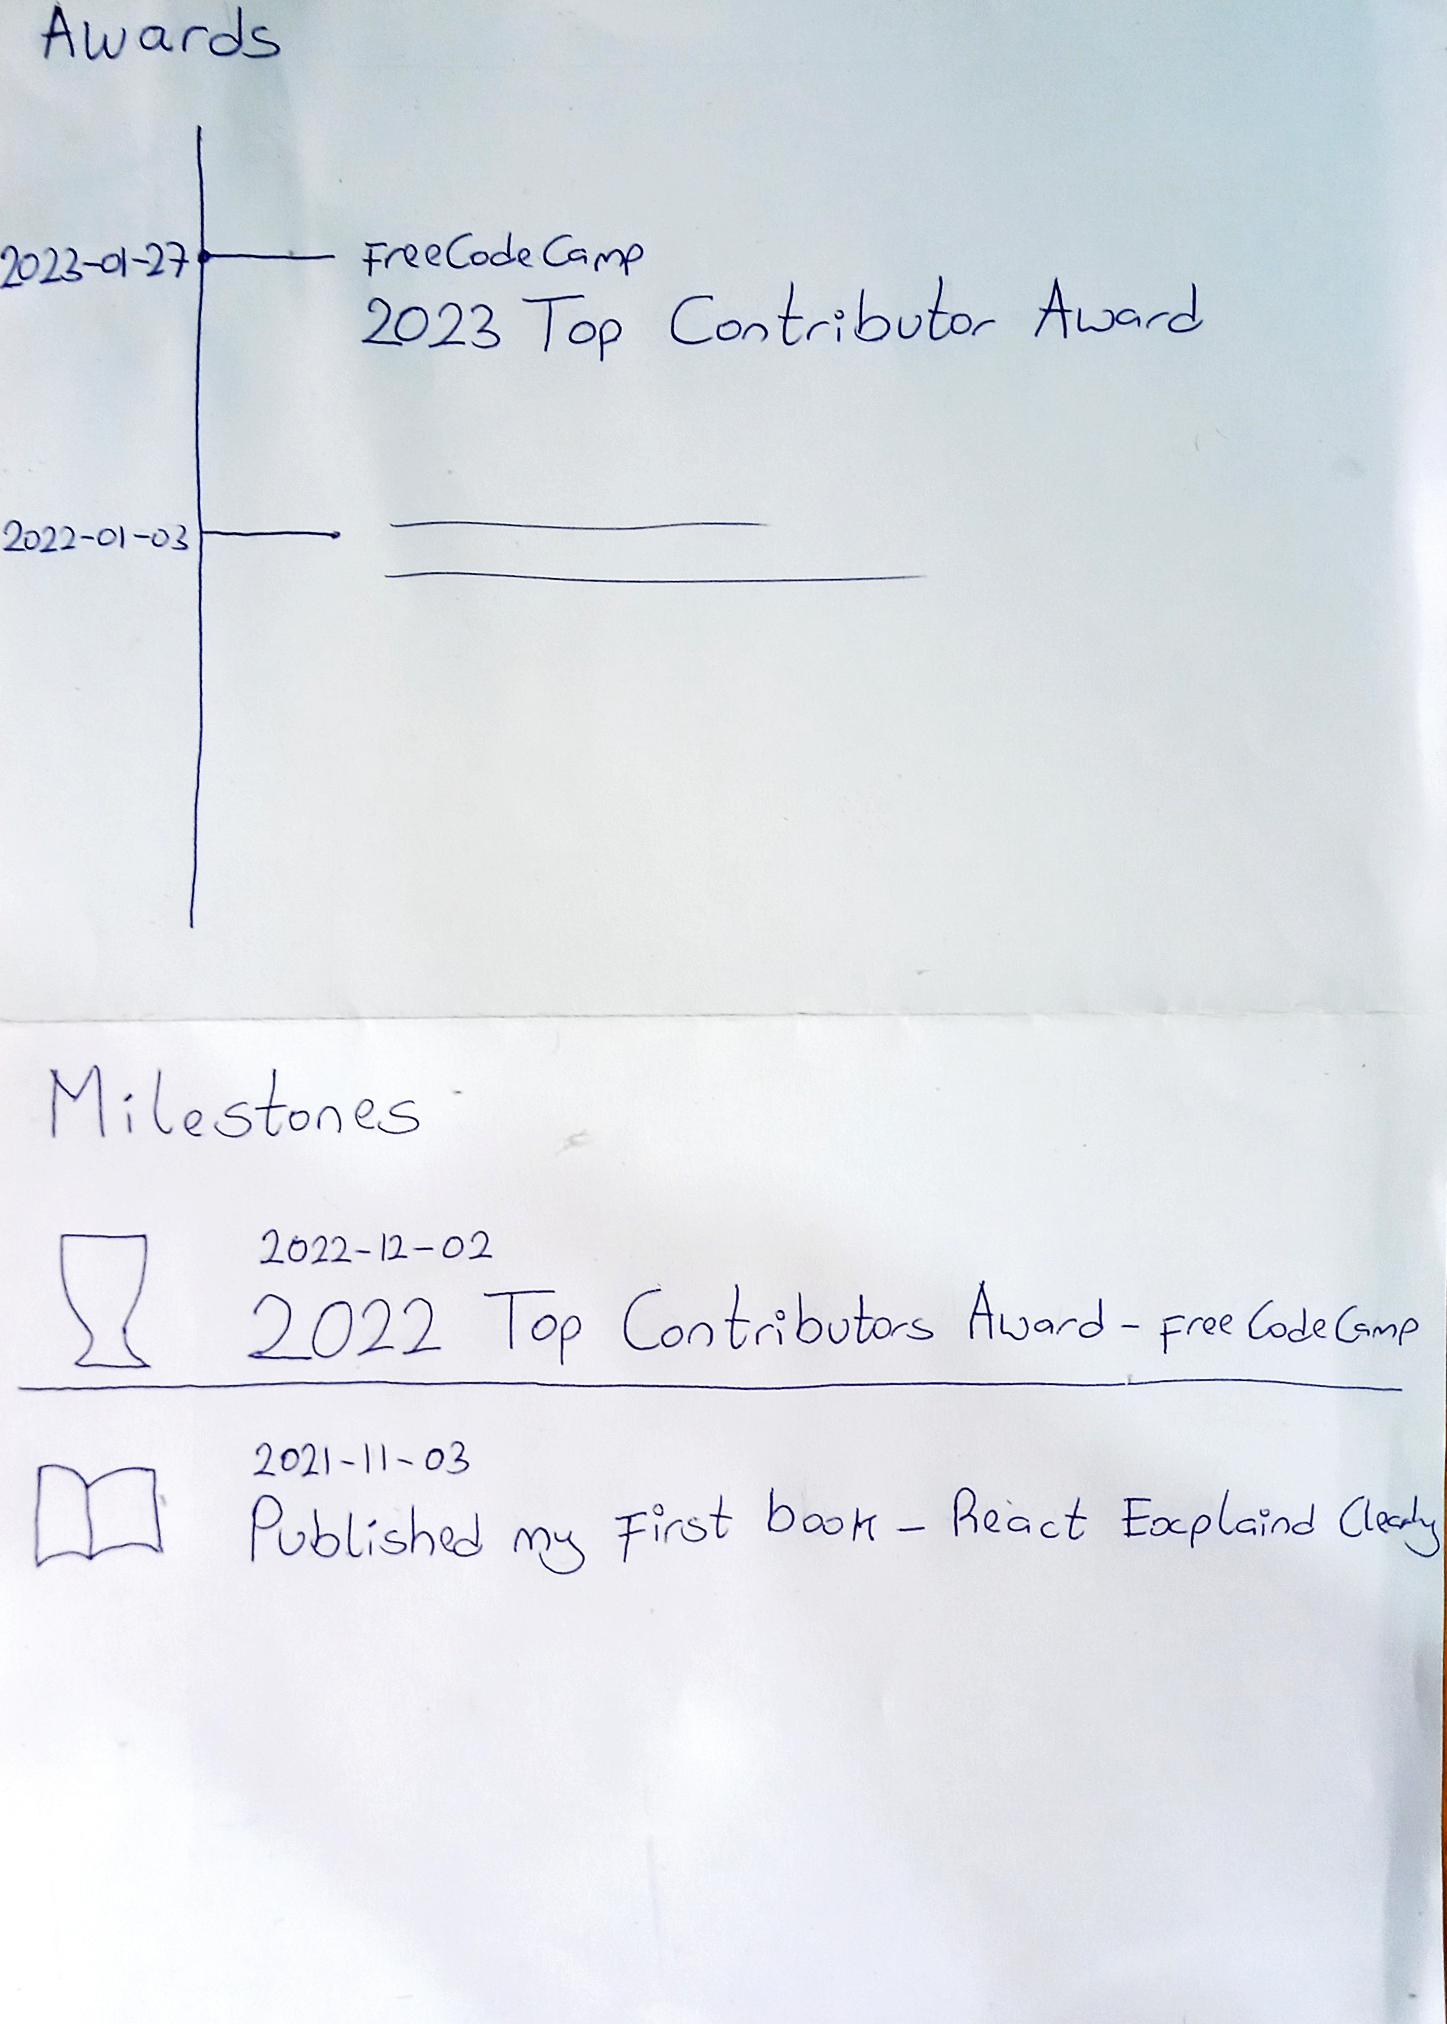 Awards
2023-01-27
FreeCodeCamp
2023 Top Contributor Award
2022-01-03
Milestones
2022-12-02
2022 Top Contributors Award - FreeCodeCamp
2021-11-03
Published my First book - React Explaind Clearly